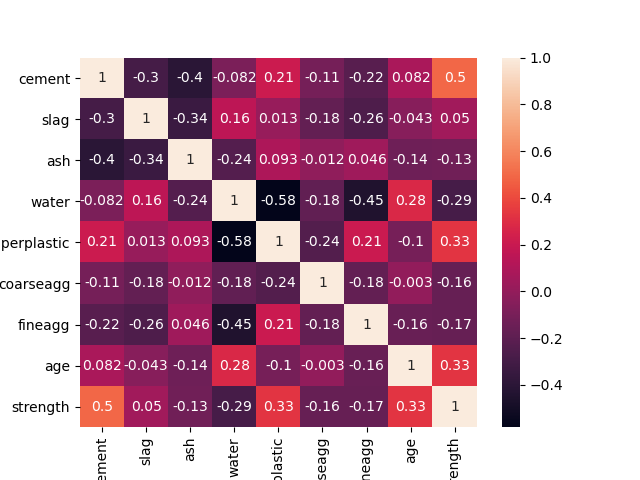 cement 1 -0.3 -0.4 -0.082 0.21 -0.11 -0.22 0.082 0.5
slag -0.3 1 -0.34 0.16 0.013 -0.18 -0.26 -0.043 0.05
ash -0.4 -0.34 1 -0.24 0.093 -0.012 0.046 -0.14 -0.13
water -0.082 0.16 -0.24 1 -0.58 -0.18 -0.45 0.28 -0.29
perplastic 0.21 0.013 0.093 -0.58 1 -0.24 0.21 -0.1 0.33
coarseagg -0.11 -0.18 -0.012 -0.18 -0.24 1 -0.18 -0.003 -0.16
fineagg -0.22 -0.26 0.046 -0.45 0.21 -0.18 1 -0.16 -0.17
age 0.082 -0.043 -0.14 0.28 -0.1 -0.003 -0.16 1 0.33
strength 0.5 0.05 -0.13 -0.29 0.33 -0.16 -0.17 0.33 1
ement
slag
ash
water
plastic
seagg
neagg
age
rength
1.0
0.8
0.6
0.4
0.2
0.0
−0.2
−0.4